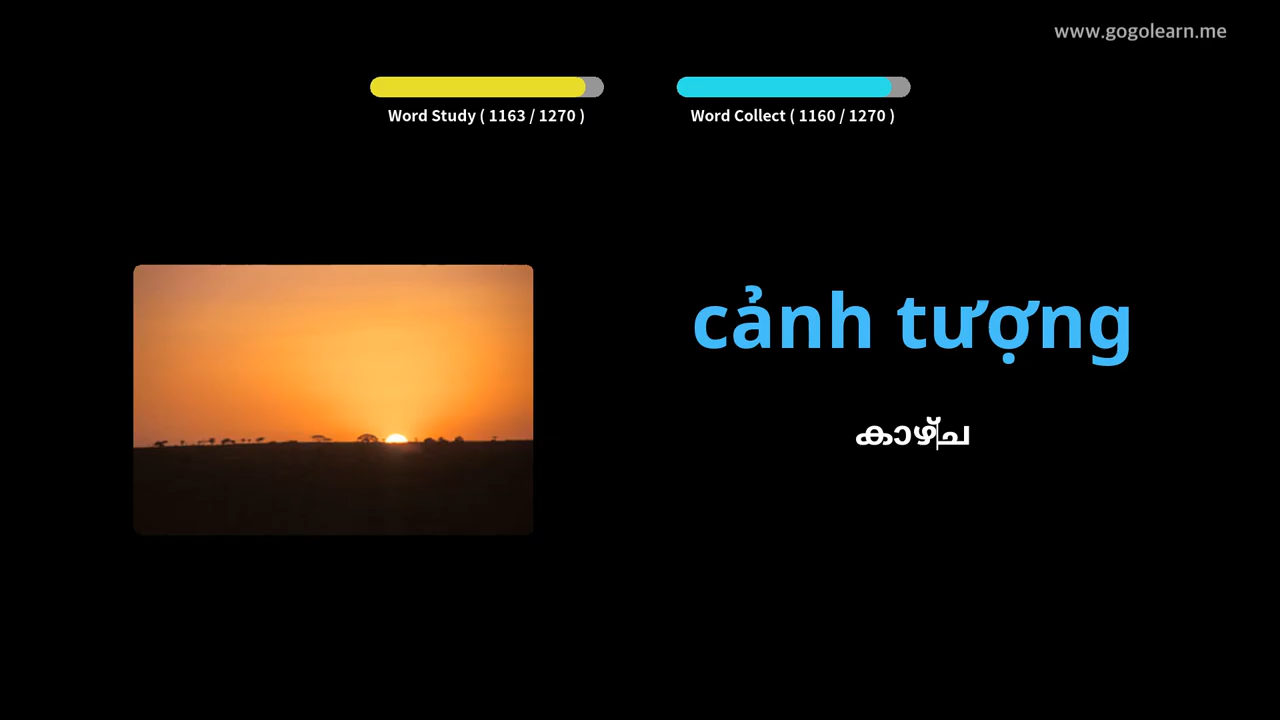 www.gogolearn.me
Word Study ( 1163 / 1270 )
Word Collect ( 1160 / 1270 )
cảnh tượng
കാഴ്‌ച